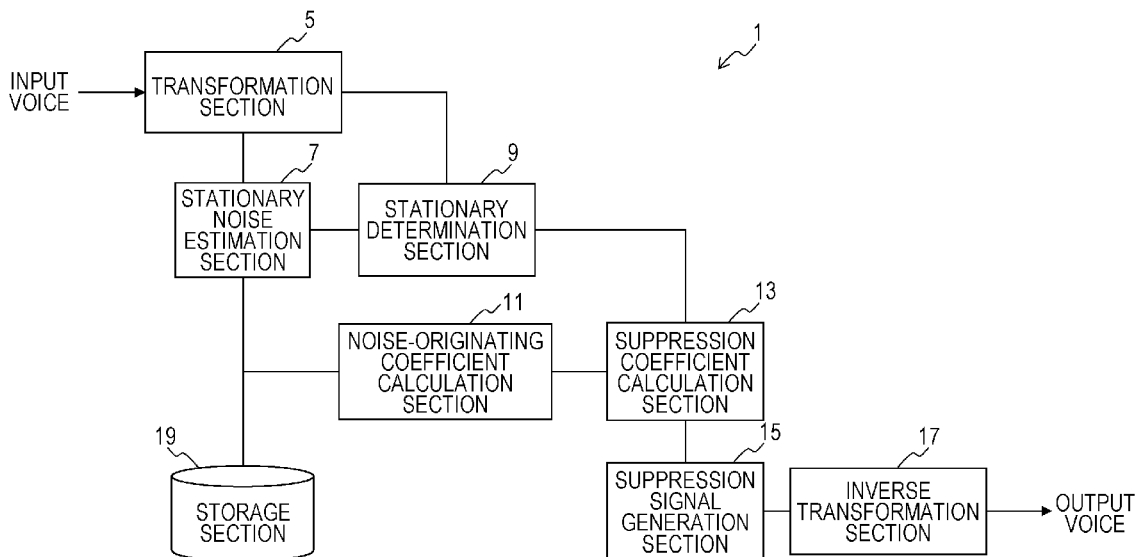 5
1
INPUT
VOICE
TRANSFORMATION
SECTION
7
9
STATIONARY
NOISE
ESTIMATION
SECTION
STATIONARY
DETERMINATION
SECTION
11
13
NOISE-ORIGINATING
COEFFICIENT
CALCULATION
SECTION
SUPPRESSION
COEFFICIENT
CALCULATION
SECTION
19
15
17
STORAGE
SECTION
SUPPRESSION
SIGNAL
GENERATION
SECTION
INVERSE
TRANSFORMATION
SECTION
OUTPUT
VOICE